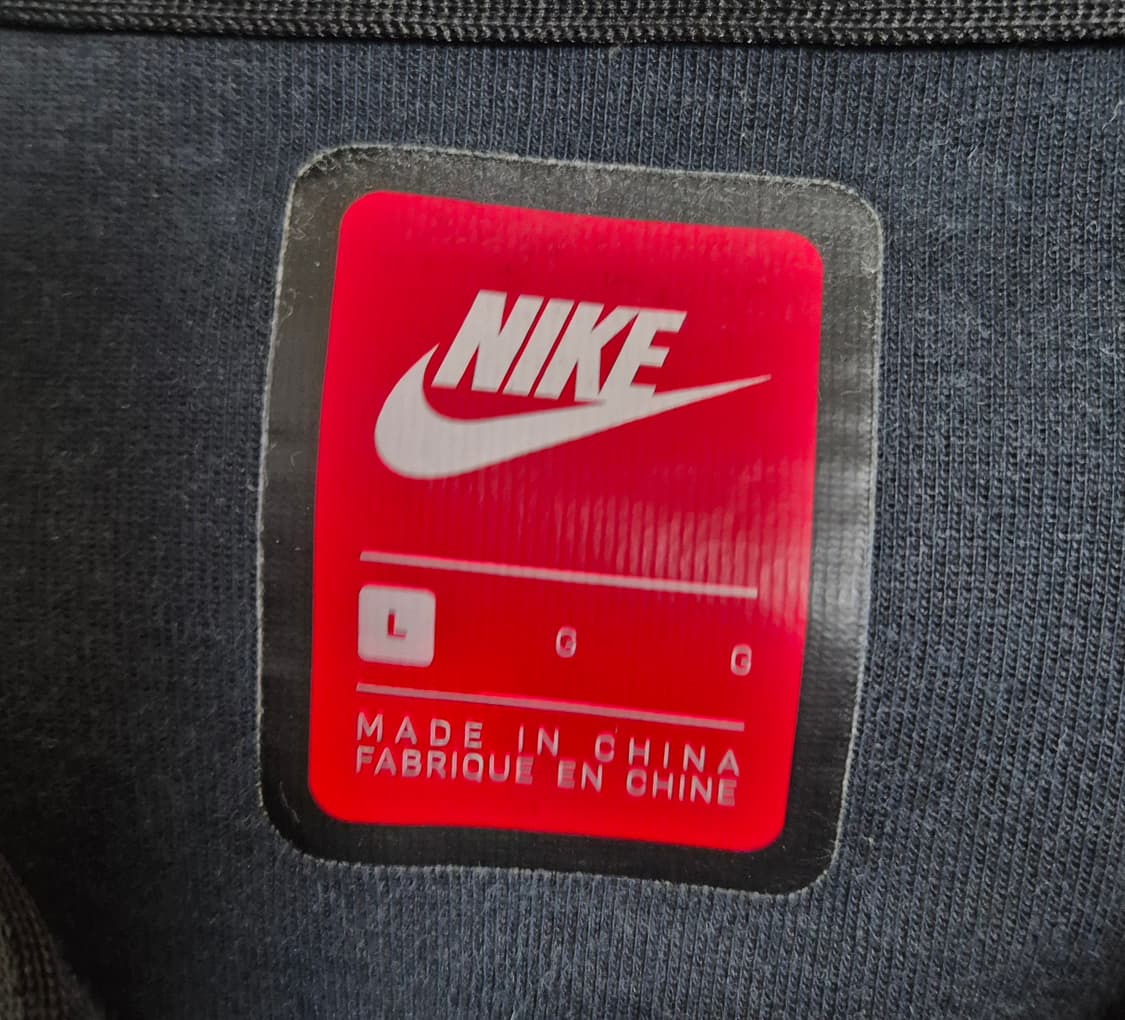 NIKE
L G G
MADE IN CHINA
FABRIQUE EN CHINE